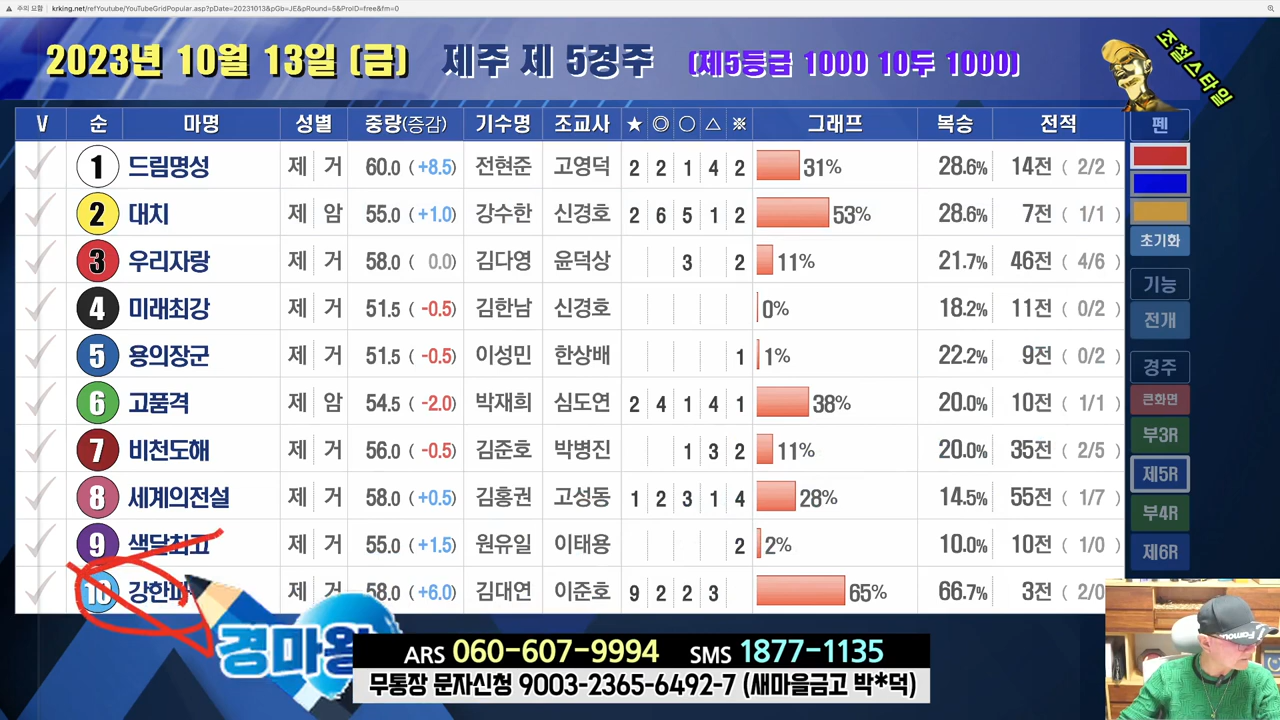 주의 요함 krking.net/refYoutube/YouTubeGridPopular.asp?pDate=20231013&pGb=JE&pRound=5&ProID=free&fm=0
2023년 10월 13일 (금) 제주 제 5경주 [제5등급 1000 10두 1000]
조철스타일
V 순 마명 성별 중량(증감) 기수명 조교사 ★ ◎ ○ △ ※ 그래프 복승 전적
1 드림명성 제 거 60.0 (+8.5) 전현준 고영덕 2 2 1 4 2 31% 28.6% 14전 ( 2/2 )
2 대치 제 암 55.0 (+1.0) 강수한 신경호 2 6 5 1 2 53% 28.6% 7전 ( 1/1 )
3 우리자랑 제 거 58.0 ( 0.0) 김다영 윤덕상 3 2 11% 21.7% 46전 ( 4/6 )
4 미래최강 제 거 51.5 ( -0.5) 김한남 신경호 0% 18.2% 11전 ( 0/2 )
5 용의장군 제 거 51.5 ( -0.5) 이성민 한상배 1 1% 22.2% 9전 ( 0/2 )
6 고품격 제 암 54.5 ( -2.0) 박재희 심도연 2 4 1 4 1 38% 20.0% 10전 ( 1/1 )
7 비천도해 제 거 56.0 ( -0.5) 김준호 박병진 1 3 2 11% 20.0% 35전 ( 2/5 )
8 세계의전설 제 거 58.0 (+0.5) 김홍권 고성동 1 2 3 1 4 28% 14.5% 55전 ( 1/7 )
9 색달최고 제 거 55.0 (+1.5) 원유일 이태용 2 2% 10.0% 10전 ( 1/0 )
10 강한 제 거 58.0 (+6.0) 김대연 이준호 9 2 2 3 65% 66.7% 3전 ( 2/0
펜
초기화
기능
전개
경주
큰화면
부3R
제5R
부4R
제6R
경마왕
ARS 060-607-9994 SMS 1877-1135
무통장 문자신청 9003-2365-6492-7 (새마을금고 박*덕)